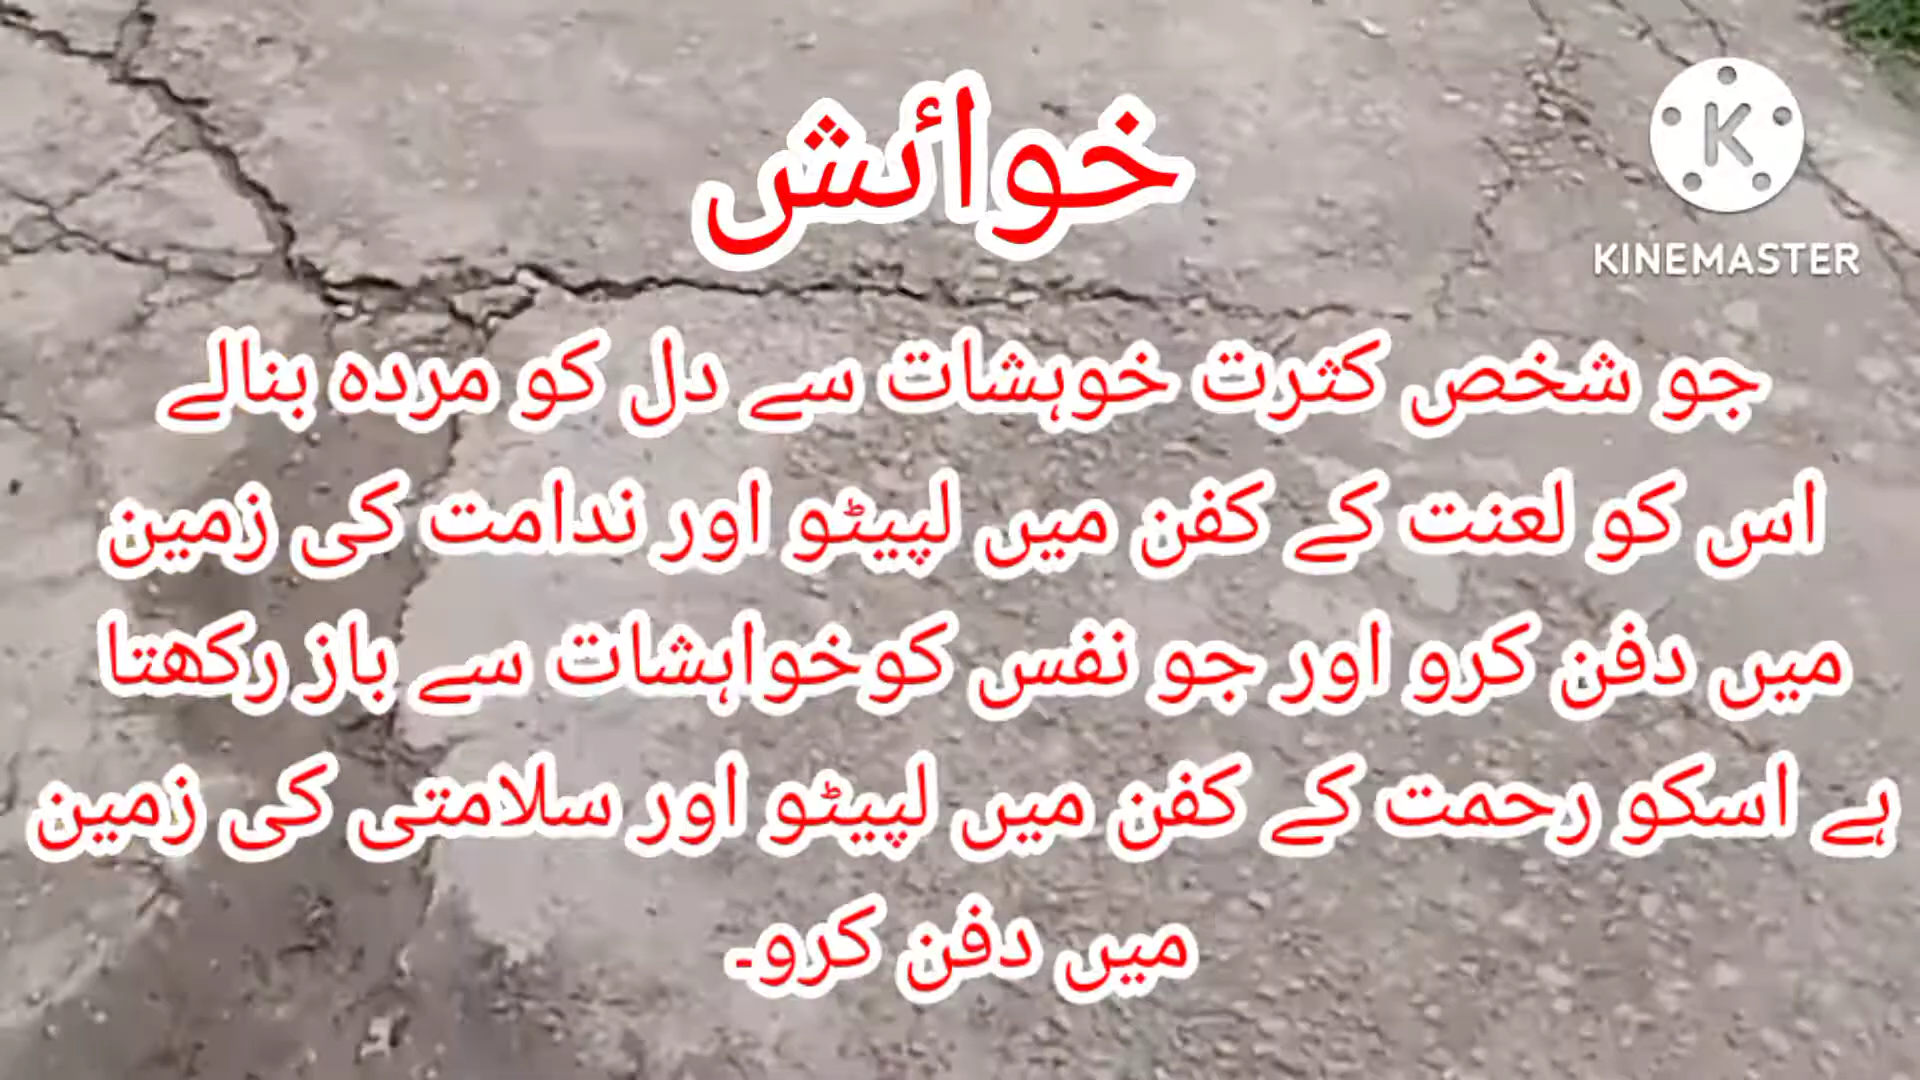 خوائش
KINEMASTER
جو شخص کثرت خوہشات سے دل کو مردہ بنالے
اس کو لعنت کے کفن میں لپیٹو اور ندامت کی زمین
میں دفن کرو اور جو نفس کوخواہشات سے باز رکھتا
ہے اسکو رحمت کے کفن میں لپیٹو اور سلامتی کی زمین
میں دفن کرو۔